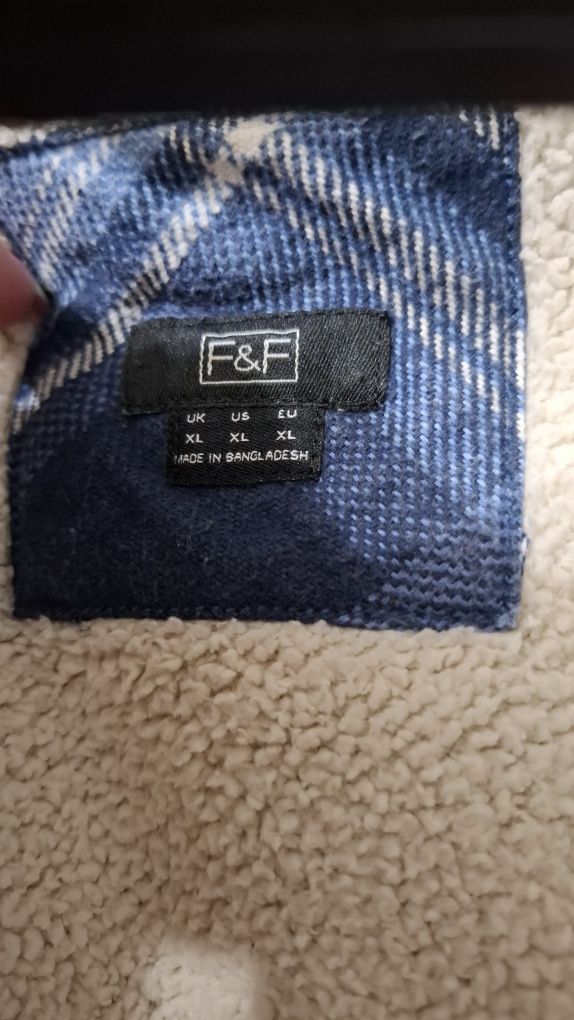 F&F
UK US EU
XL XL XL
MADE IN BANGLADESH